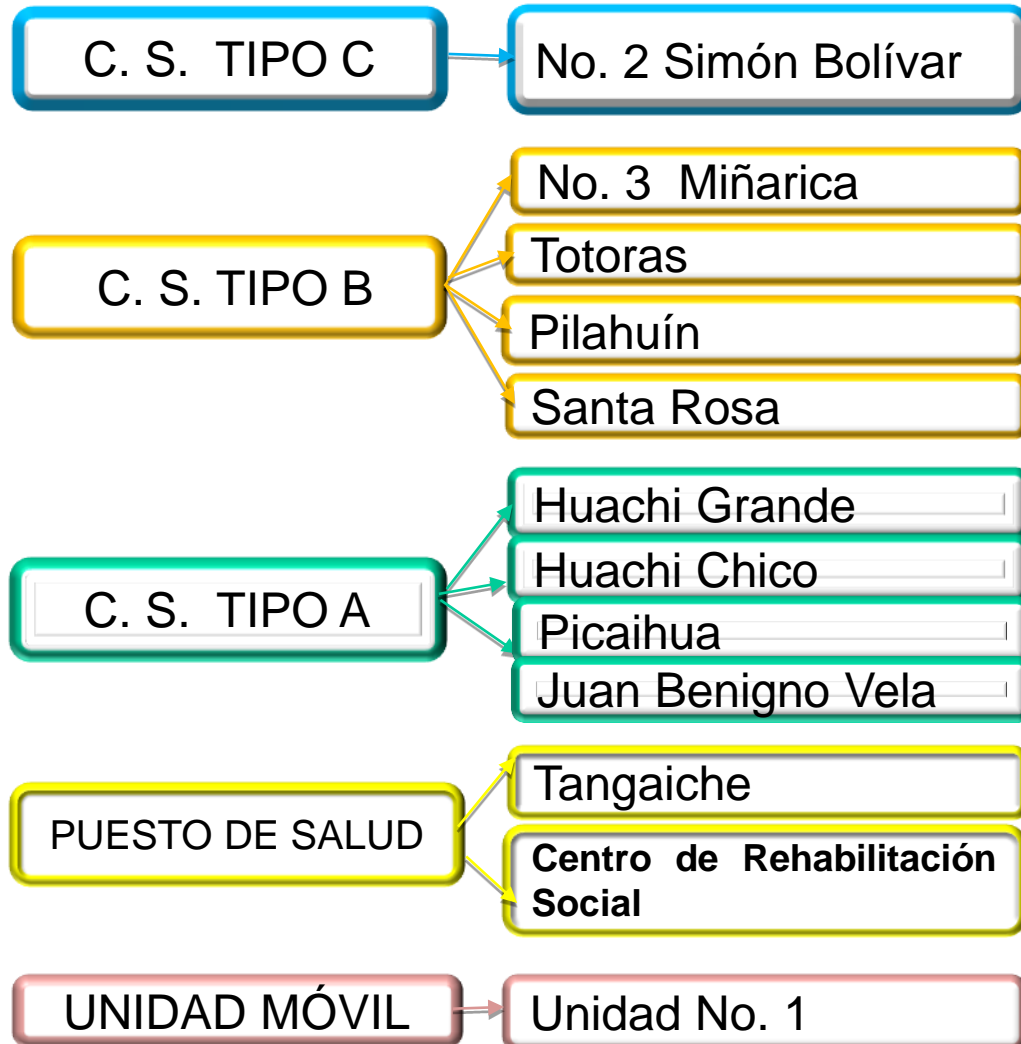 C. S. TIPO C
No. 2 Simón Bolívar
C. S. TIPO B
No. 3 Miñarica
Totoras
Pilahuín
Santa Rosa
C. S. TIPO A
Huachi Grande
Huachi Chico
Picaihua
Juan Benigno Vela
PUESTO DE SALUD
Tangaiche
Centro de Rehabilitación
Social
UNIDAD MÓVIL
Unidad No. 1